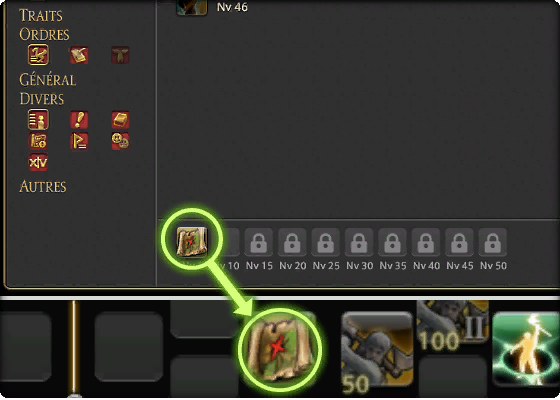 Nv 46
TRAITS
ORDRES
GÉNÉRAL
DIVERS
XIV
AUTRES
10 Nv 15 Nv 20 Nv 25 Nv 30 Nv 35 Nv 40 Nv 45 Nv 50
50 100 II